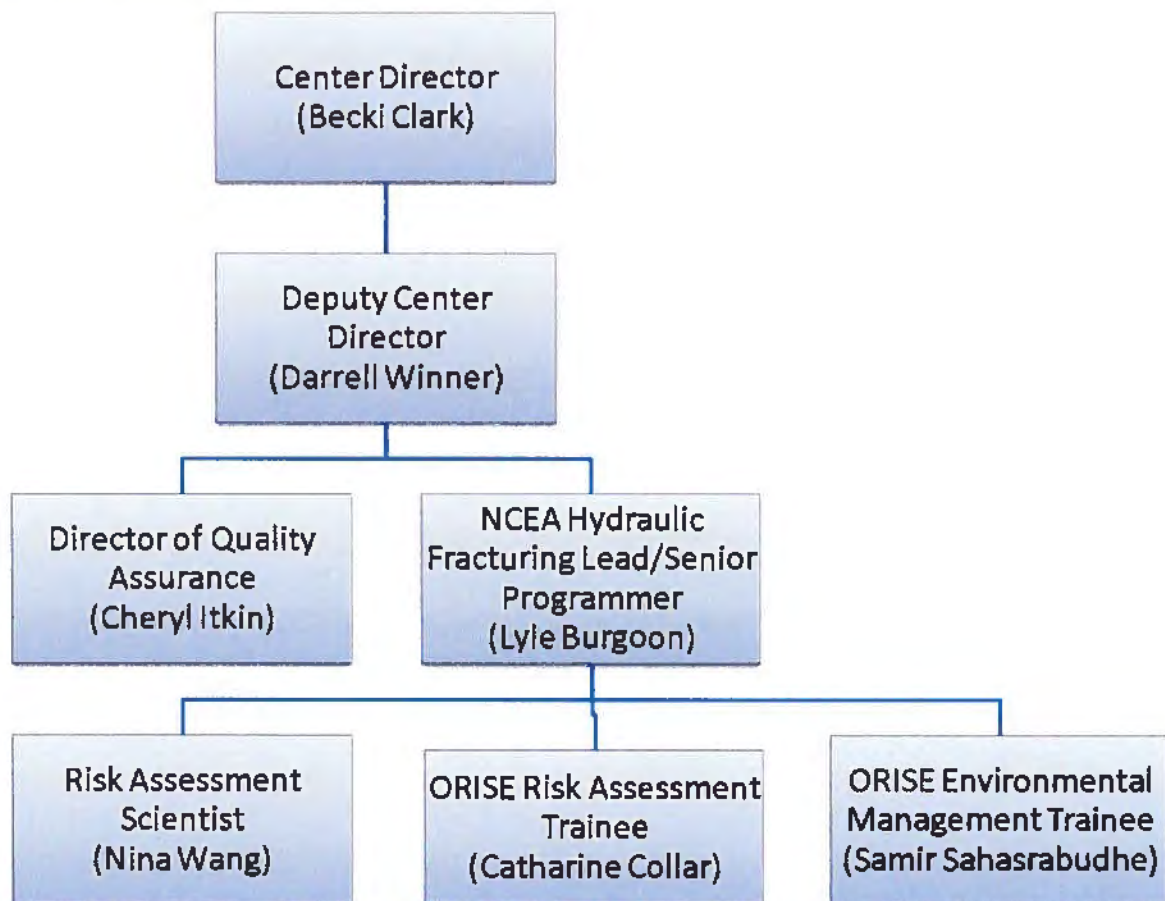 Center Director
(Becki Clark)
Deputy Center
Director
(Darrell Winner)
Director of Quality
Assurance
(Cheryl Itkin)
NCEA Hydraulic
Fracturing Lead/Senior
Programmer
(Lyle Burgoon)
Risk Assessment
Scientist
(Nina Wang)
ORISE Risk Assessment
Trainee
(Catharine Collar)
ORISE Environmental
Management Trainee
(Samir Sahasrabudhe)